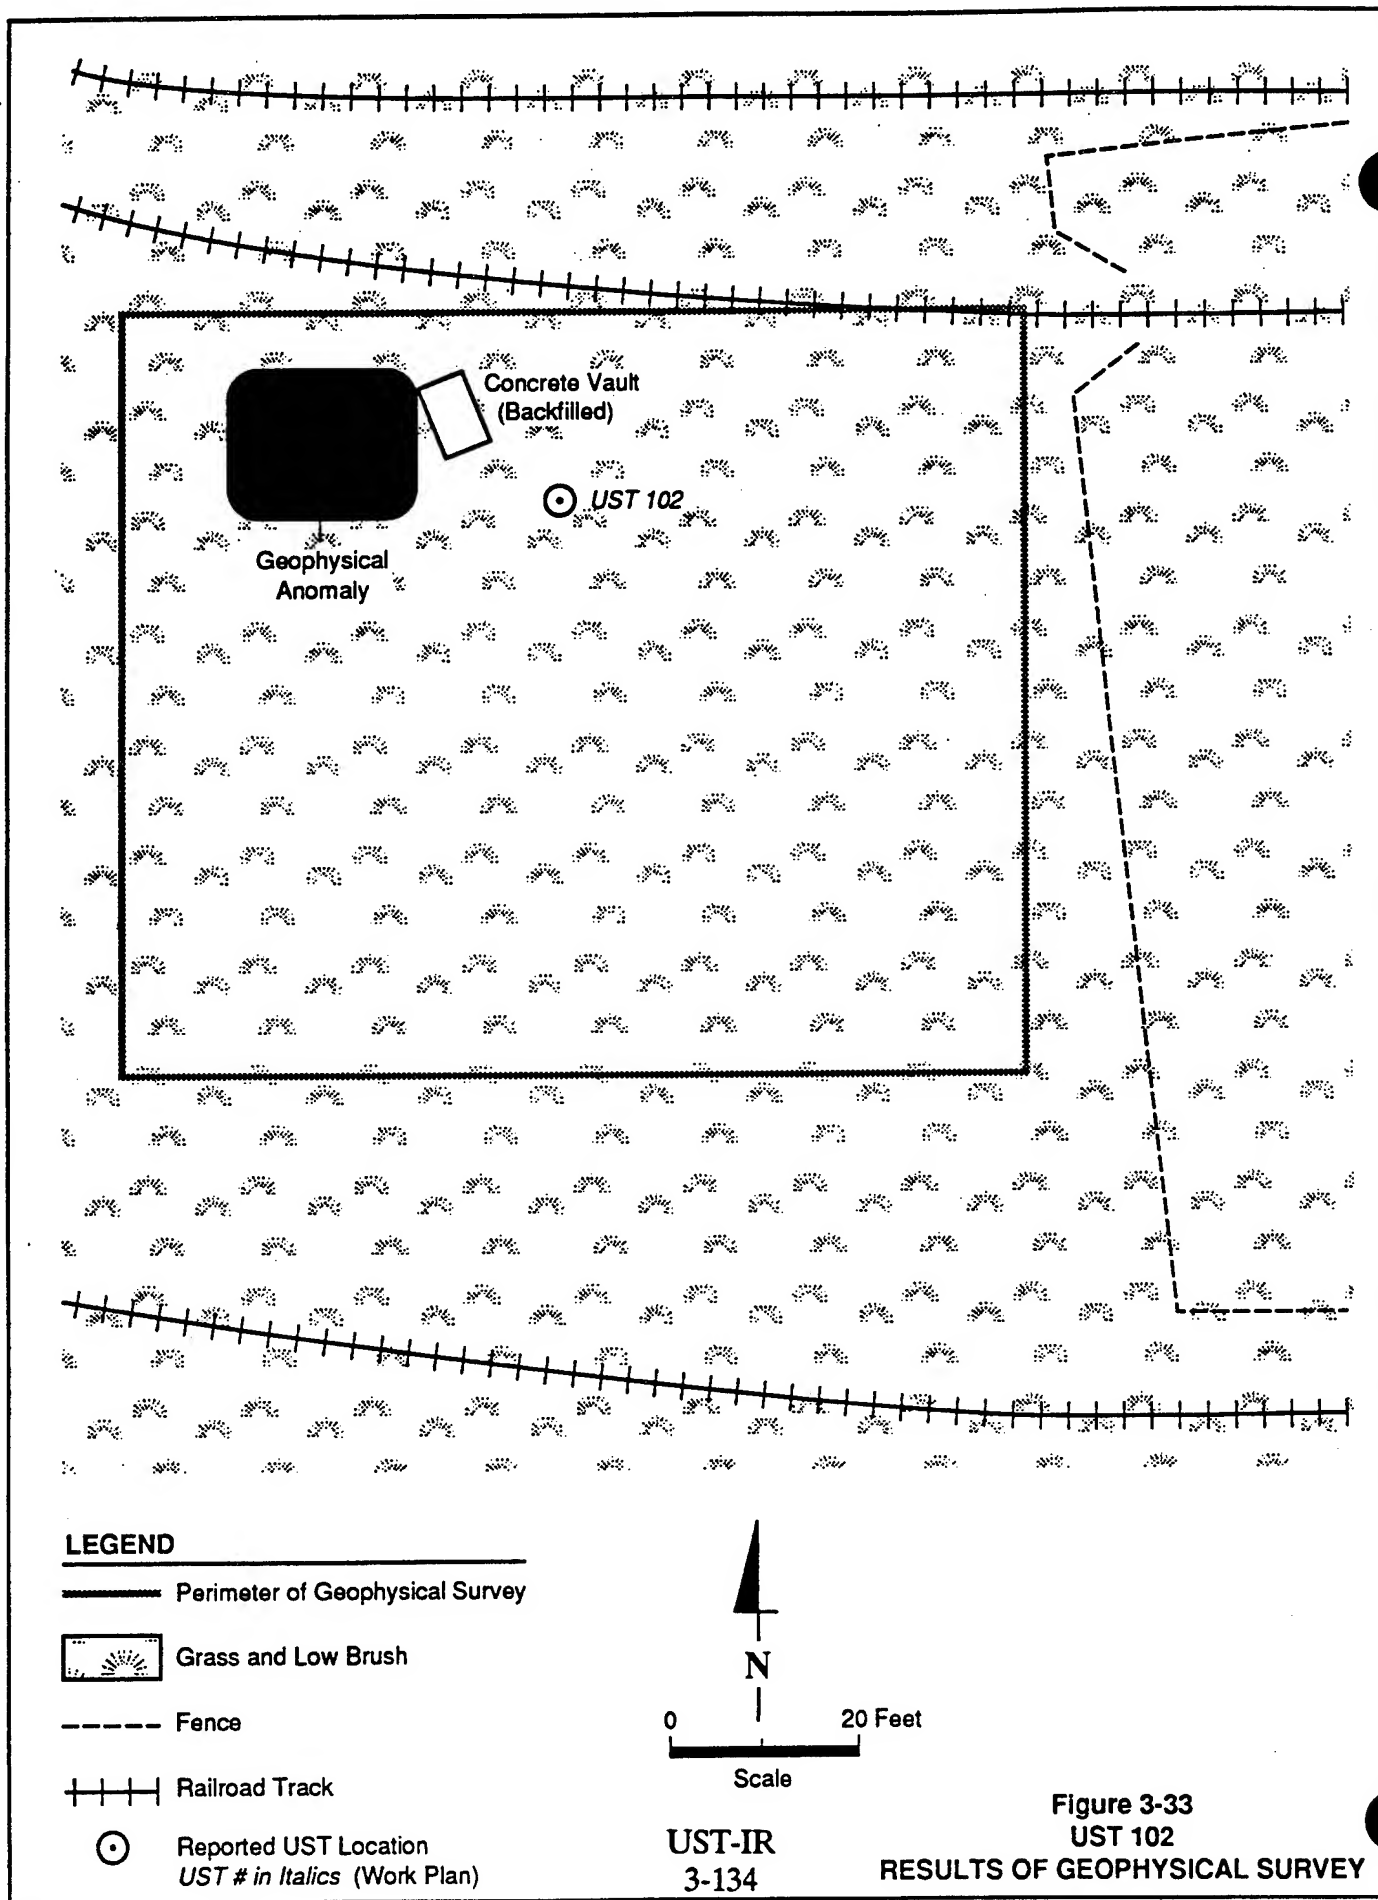 Concrete Vault
(Backfilled)
UST 102
Geophysical
Anomaly
LEGEND
Perimeter of Geophysical Survey
Grass and Low Brush
Fence
Railroad Track
Reported UST Location
UST # in Italics (Work Plan)
N
0 20 Feet
Scale
UST-IR
3-134
Figure 3-33
UST 102
RESULTS OF GEOPHYSICAL SURVEY